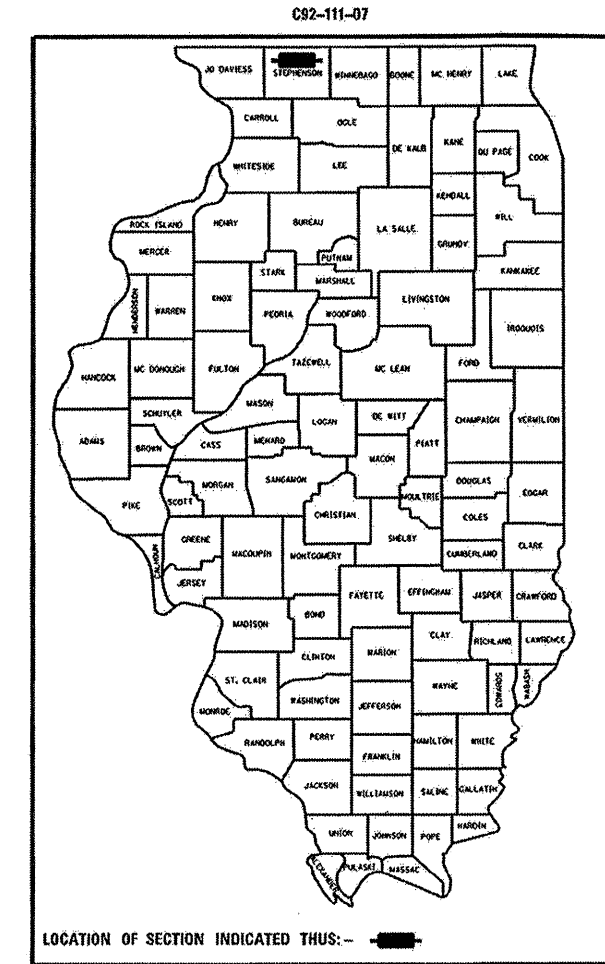 C92-111-07
JO DAVIESS
STEPHENSON
WINNEBAGO
BOONE
MC HENRY
LAKE
CARROLL
OGLE
DE KALB
KANE
DU PAGE
COOK
WHITESIDE
LEE
KENDALL
WILL
ROCK ISLAND
HENRY
BUREAU
LA SALLE
GRUNDY
MERCER
PUTNAM
KANKAKEE
STARK
MARSHALL
HENDERSON
WARREN
KNOX
PEORIA
WOODFORD
LIVINGSTON
IROQUOIS
HANCOCK
MC DONOUGH
FULTON
TAZEWELL
MC LEAN
FORD
SCHUYLER
MASON
LOGAN
DE WITT
CHAMPAIGN
VERMILION
ADAMS
BROWN
CASS
MENARD
MACON
PIATT
PIKE
SCOTT
MORGAN
SANGAMON
MOULTRIE
DOUGLAS
EDGAR
CHRISTIAN
COLES
CALHOUN
GREENE
MACOUPIN
MONTGOMERY
SHELBY
CUMBERLAND
CLARK
JERSEY
FAYETTE
EFFINGHAM
JASPER
CRAWFORD
MADISON
BOND
CLAY
RICHLAND
LAWRENCE
CLINTON
MARION
ST. CLAIR
WAYNE
EDWARDS
WABASH
MONROE
WASHINGTON
JEFFERSON
RANDOLPH
PERRY
HAMILTON
WHITE
FRANKLIN
JACKSON
WILLIAMSON
SALINE
GALLATIN
UNION
JOHNSON
POPE
HARDIN
ALEXANDER
PULASKI
MASSAC
LOCATION OF SECTION INDICATED THUS:-